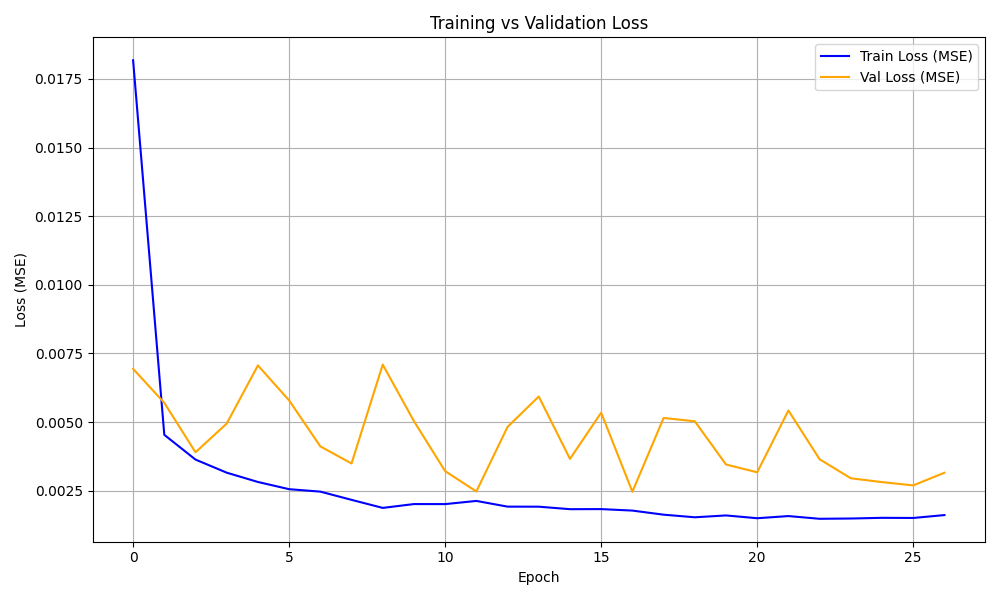 Training vs Validation Loss
Train Loss (MSE)
Val Loss (MSE)
0.0175
0.0150
0.0125
0.0100
0.0075
0.0050
0.0025
Loss (MSE)
0 5 10 15 20 25
Epoch